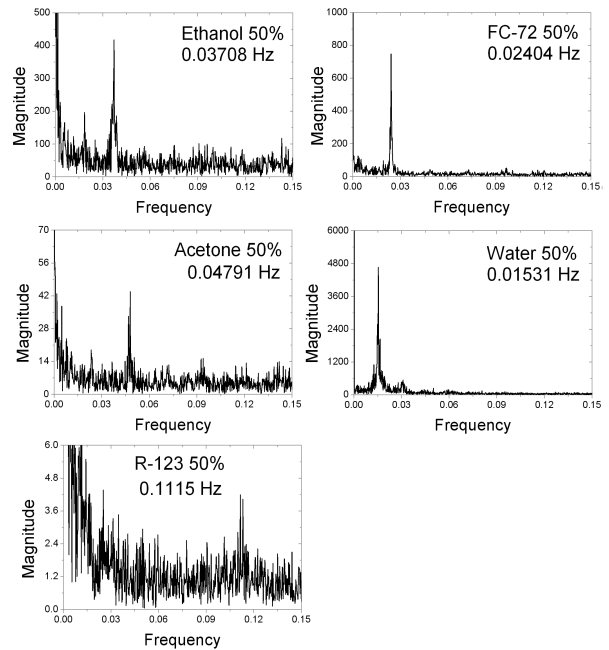 Ethanol 50%
0.03708 Hz
500
400
300
200
100
0
0.00 0.03 0.06 0.09 0.12 0.15
Magnitude
Frequency
FC-72 50%
0.02404 Hz
1000
800
600
400
200
0
0.00 0.03 0.06 0.09 0.12 0.15
Magnitude
Frequency
Acetone 50%
0.04791 Hz
70
56
42
28
14
0
0.00 0.03 0.06 0.09 0.12 0.15
Magnitude
Frequency
Water 50%
0.01531 Hz
6000
4800
3600
2400
1200
0
0.00 0.03 0.06 0.09 0.12 0.15
Magnitude
Frequency
R-123 50%
0.1115 Hz
6.0
4.8
3.6
2.4
1.2
0.0
0.00 0.03 0.06 0.09 0.12 0.15
Magnitude
Frequency